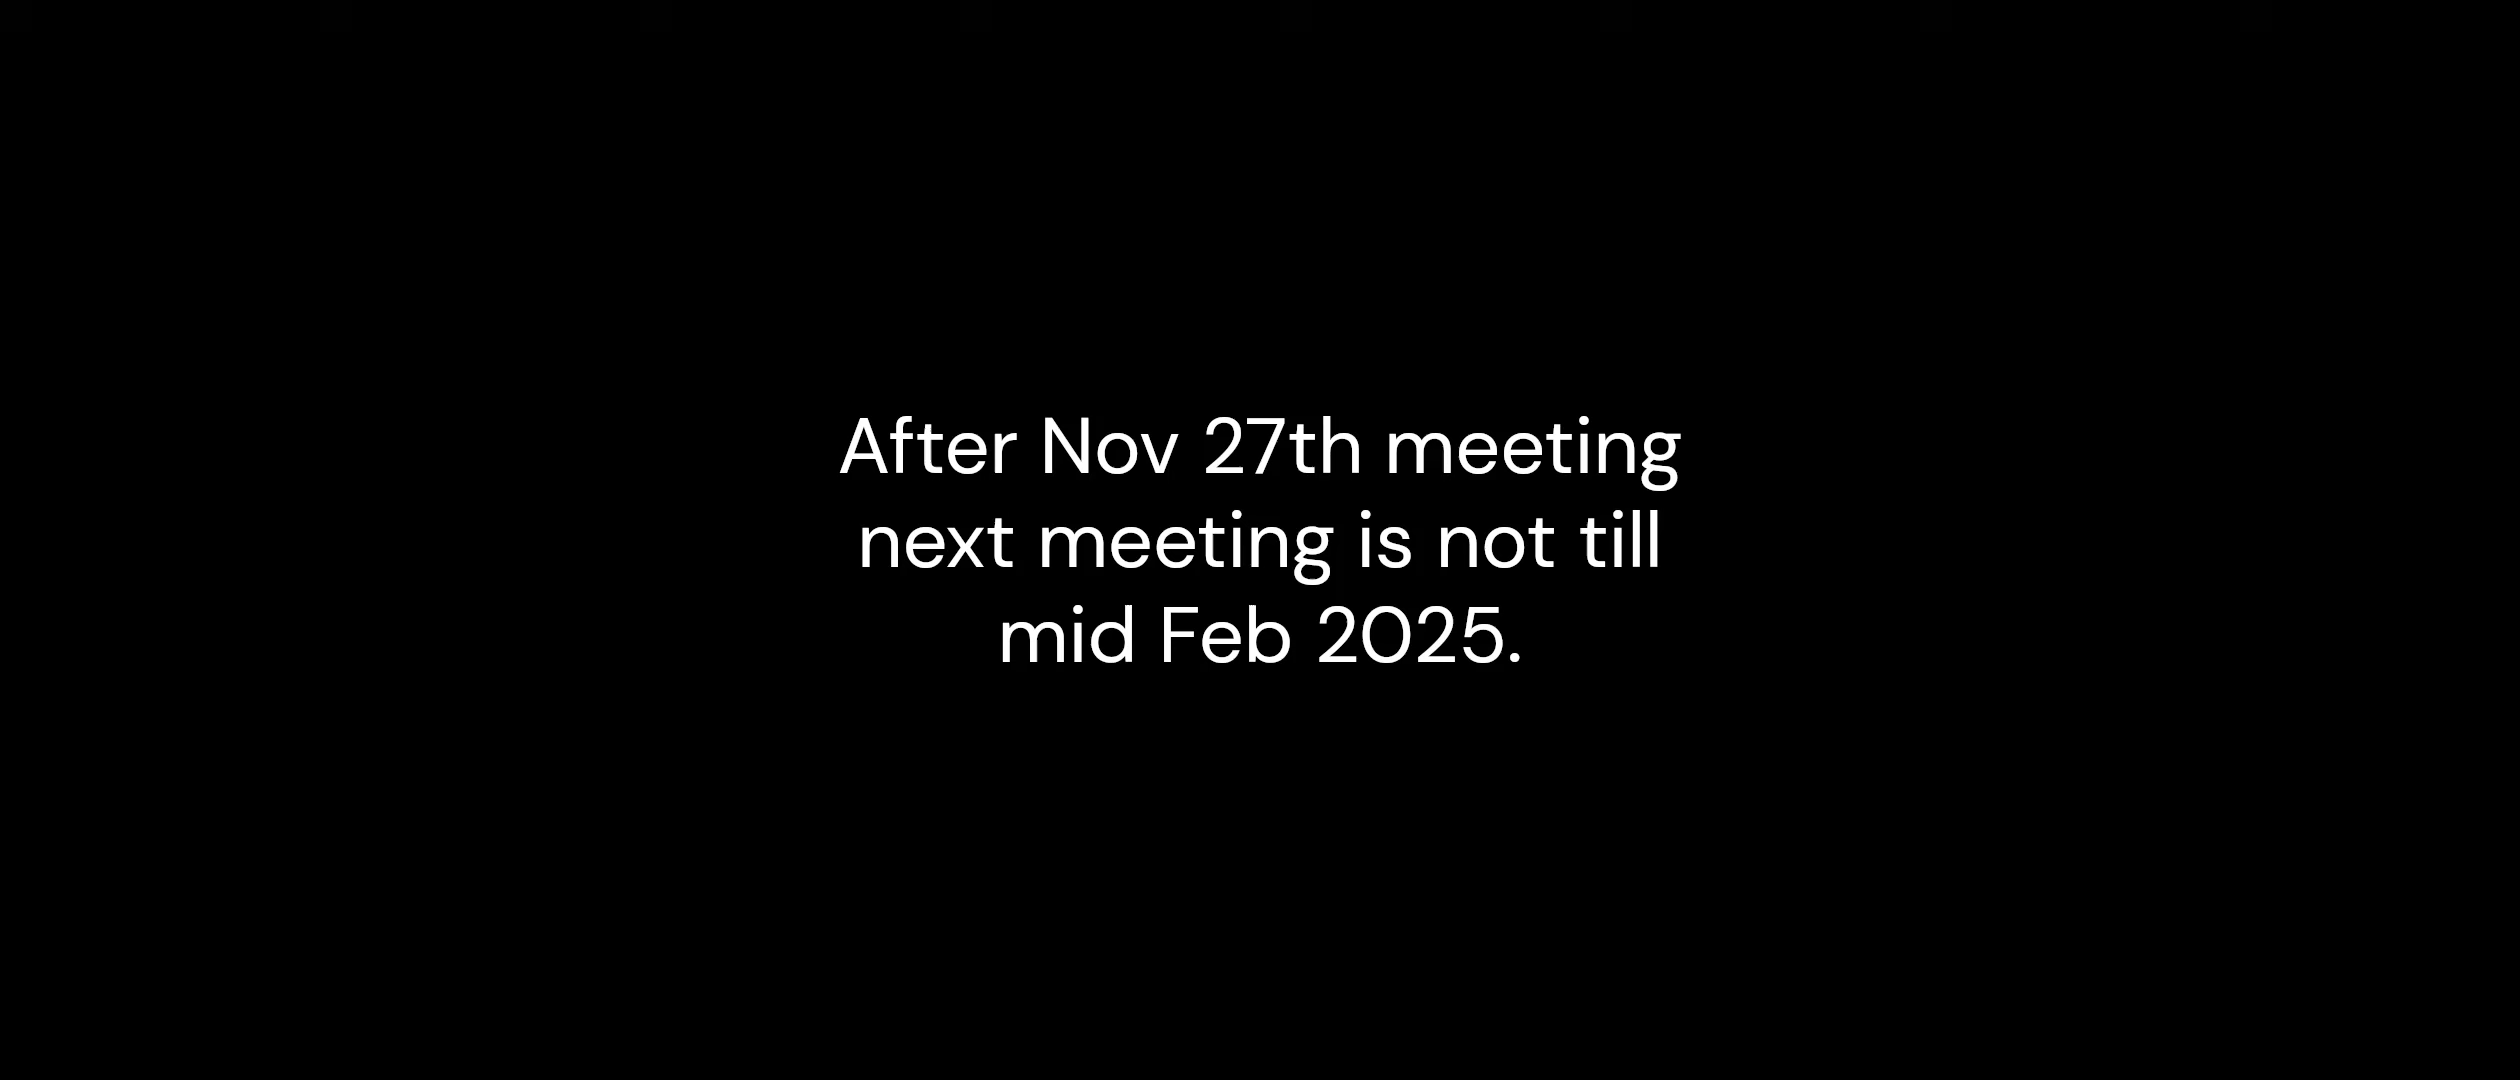 After Nov 27th meeting
next meeting is not till
mid Feb 2025.